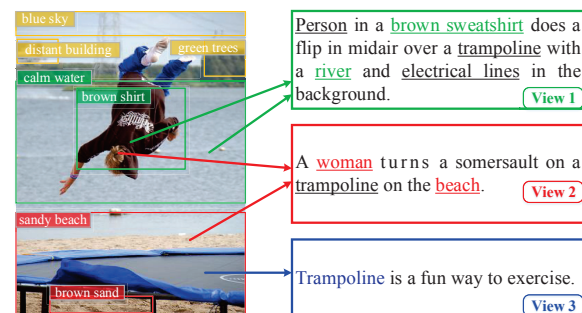 blue sky
distant building
green trees
calm water
brown shirt
sandy beach
brown sand
Person in a brown sweatshirt does a
flip in midair over a trampoline with
a river and electrical lines in the
background.
View 1
A woman turns a somersault on a
trampoline on the beach.
View 2
Trampoline is a fun way to exercise.
View 3